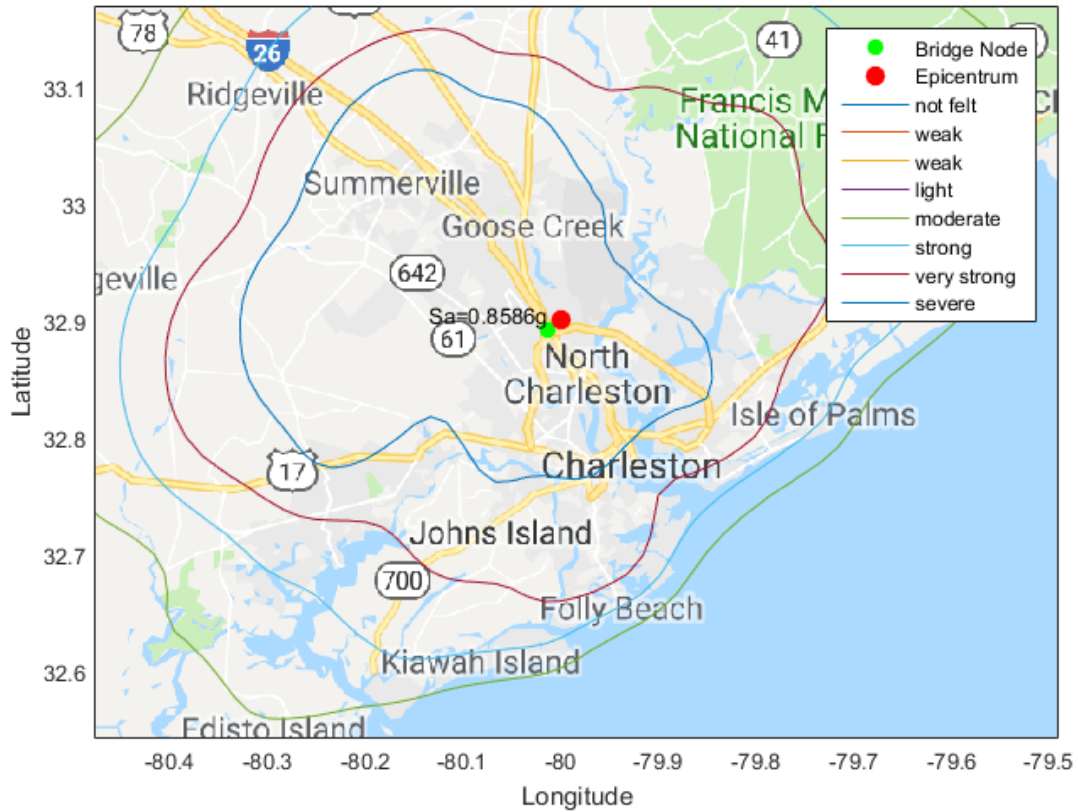 78
26
41
33.1
Ridgeville
Francis M
National F
Cl
Bridge Node
Epicentrum
not felt
weak
weak
light
moderate
strong
very strong
severe
33
Summerville
Goose Creek
geville
642
32.9
Sa=0.8586g
61
North
Charleston
Latitude
32.8
Isle of Palms
17
Charleston
32.7
Johns Island
700
Folly Beach
32.6
Kiawah Island
Edisto Island
-80.4
-80.3
-80.2
-80.1
-80
-79.9
-79.8
-79.7
-79.6
-79.5
Longitude